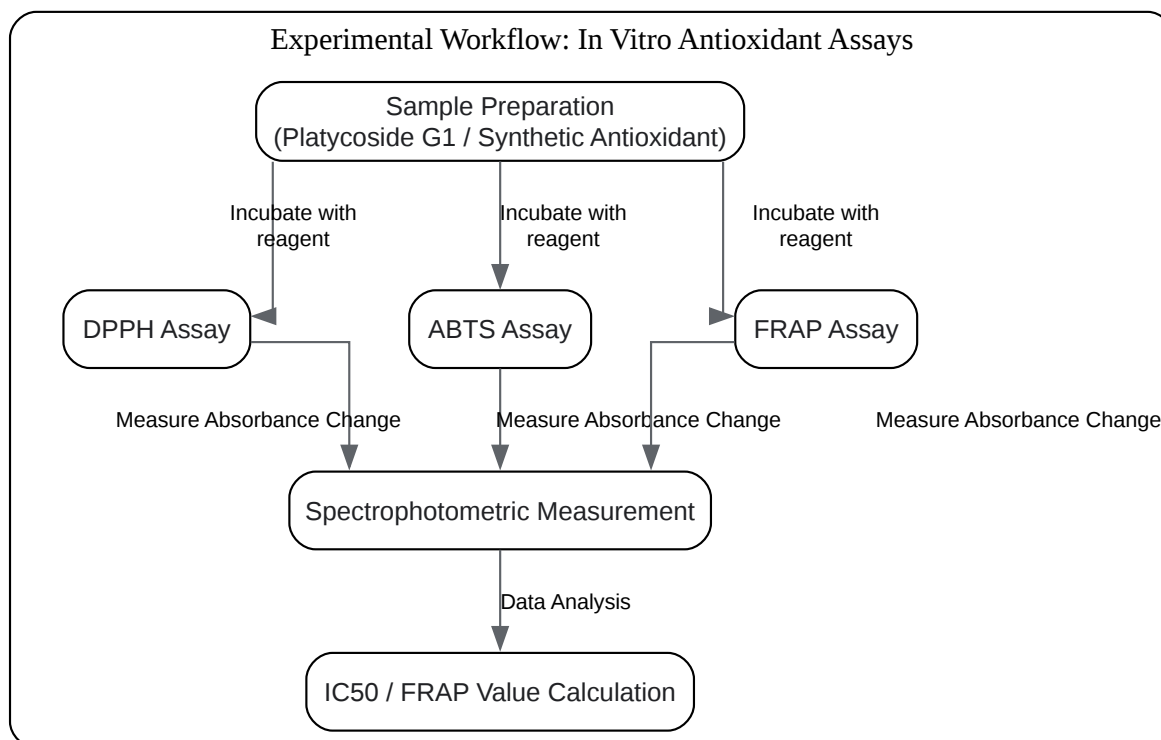 Experimental Workflow: In Vitro Antioxidant Assays
Sample Preparation
(Platycoside G1 / Synthetic Antioxidant)
Incubate with
reagent
Incubate with
reagent
Incubate with
reagent
DPPH Assay
ABTS Assay
FRAP Assay
Measure Absorbance Change
Measure Absorbance Change
Measure Absorbance Change
Spectrophotometric Measurement
Data Analysis
IC50 / FRAP Value Calculation